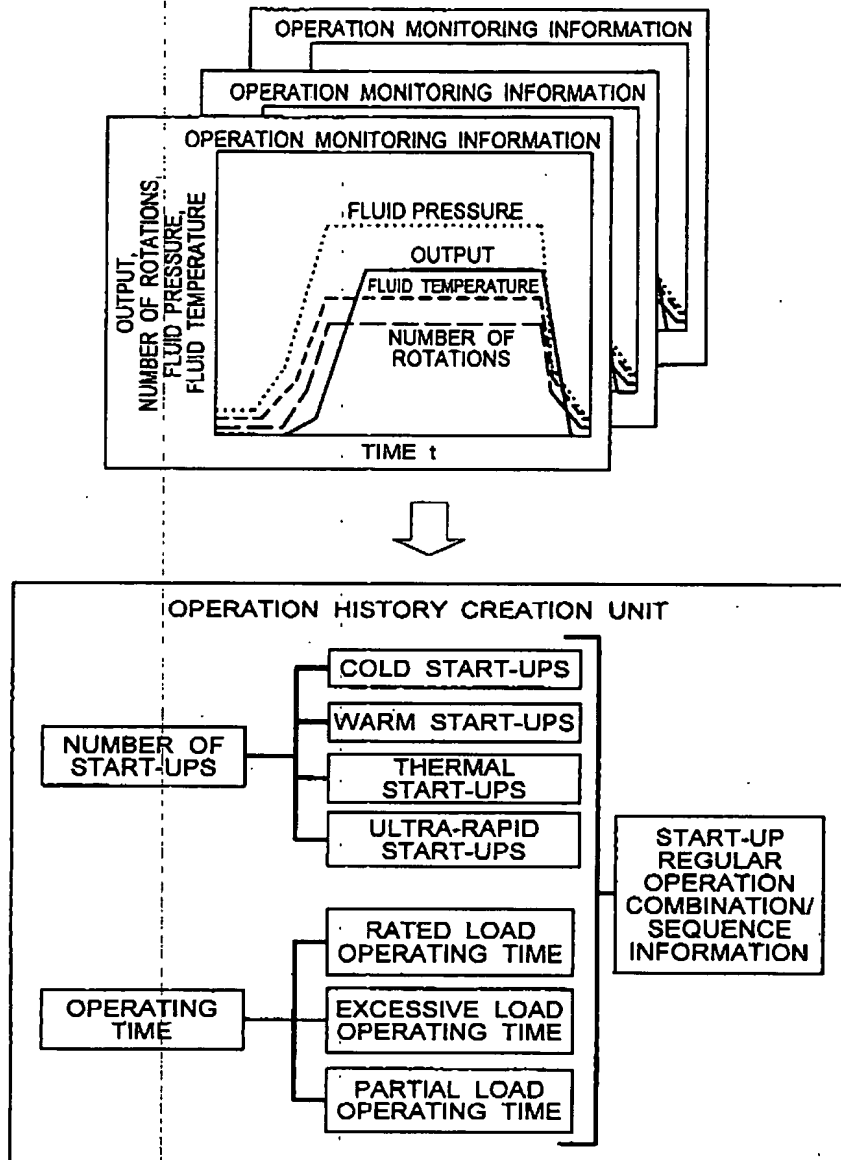 OPERATION MONITORING INFORMATION
OPERATION MONITORING INFORMATION
OPERATION MONITORING INFORMATION
OUTPUT,
NUMBER OF ROTATIONS,
FLUID PRESSURE,
FLUID TEMPERATURE
FLUID PRESSURE
OUTPUT
FLUID TEMPERATURE
NUMBER OF
ROTATIONS
TIME t
OPERATION HISTORY CREATION UNIT
NUMBER OF
START-UPS
COLD START-UPS
WARM START-UPS
THERMAL
START-UPS
ULTRA-RAPID
START-UPS
OPERATING
TIME
RATED LOAD
OPERATING TIME
EXCESSIVE LOAD
OPERATING TIME
PARTIAL LOAD
OPERATING TIME
START-UP
REGULAR
OPERATION
COMBINATION/
SEQUENCE
INFORMATION